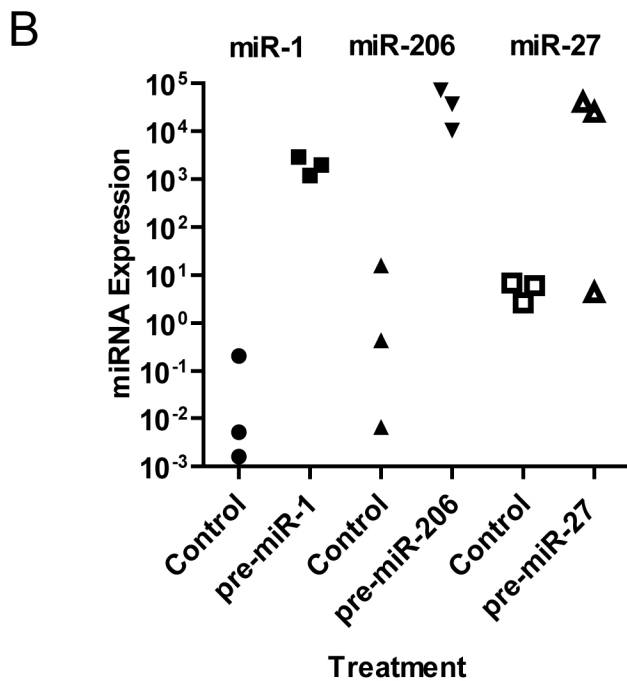 B
miR-1 miR-206 miR-27
miRNA Expression
10⁵
10⁴
10³
10²
10¹
10⁰
10⁻¹
10⁻²
10⁻³
Control pre-miR-1 Control pre-miR-206 Control pre-miR-27
Treatment